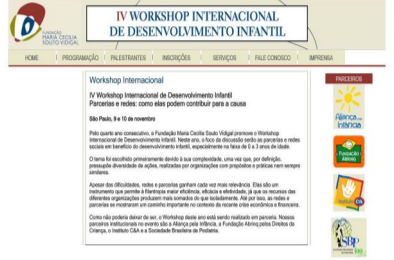 FUNDAÇÃO
MARIA CECILIA
SOUTO VIDIGAL
IV WORKSHOP INTERNACIONAL
DE DESENVOLVIMENTO INFANTIL
HOME PROGRAMAÇÃO PALESTRANTES INSCRIÇÕES SERVIÇOS FALE CONOSCO IMPRENSA
Workshop Internacional
IV Workshop Internacional de Desenvolvimento Infantil
Parcerias e redes: como elas podem contribuir para a causa
São Paulo, 9 e 10 de novembro
Pelo quarto ano consecutivo, a Fundação Maria Cecilia Souto Vidigal promove o Workshop
Internacional de Desenvolvimento Infantil. Neste ano, o foco da discussão serão as parcerias e redes
sociais em benefício do desenvolvimento infantil, especialmente na faixa de 0 a 3 anos de idade.
O tema foi escolhido primeiramente devido à sua complexidade, uma vez que, por definição,
pressupõe diversidade de ações, realizadas por organizações com propósitos e práticas nem sempre
similares.
Apesar das dificuldades, redes e parcerias ganham cada vez mais relevância. Elas são um
instrumento que permite à filantropia maior eficiência, eficácia e efetividade, já que os recursos das
diferentes organizações produzem mais somados do que isoladamente. Até por isso, as redes e
parcerias se mostraram um caminho importante no contexto da recente crise econômica e financeira.
Como não poderia deixar de ser, o Workshop deste ano está sendo realizado em parceria. Nossos
parceiros institucionais no evento são a Aliança pela Infância, a Fundação Abrinq pelos Direitos da
Criança, o Instituto C&A e a Sociedade Brasileira de Pediatria.
PARCEIROS
Aliança pela
Infância
Fundação
Abrinq
Instituto C&A
SBP